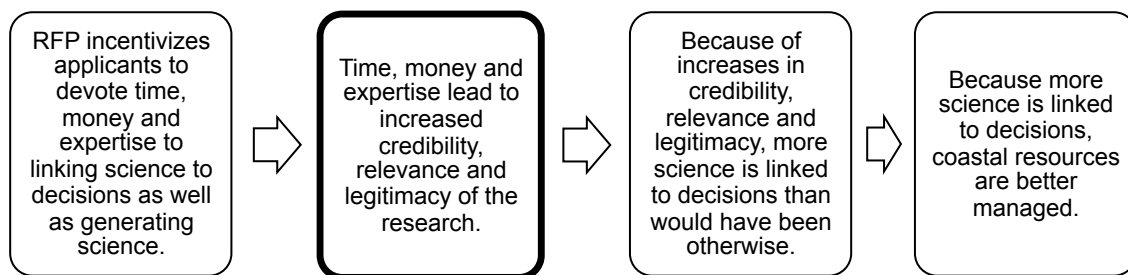 RFP incentivizes
applicants to
devote time,
money and
expertise to
linking science to
decisions as well
as generating
science.
Time, money and
expertise lead to
increased
credibility,
relevance and
legitimacy of the
research.
Because of
increases in
credibility,
relevance and
legitimacy, more
science is linked
to decisions than
would have been
otherwise.
Because more
science is linked
to decisions,
coastal resources
are better
managed.